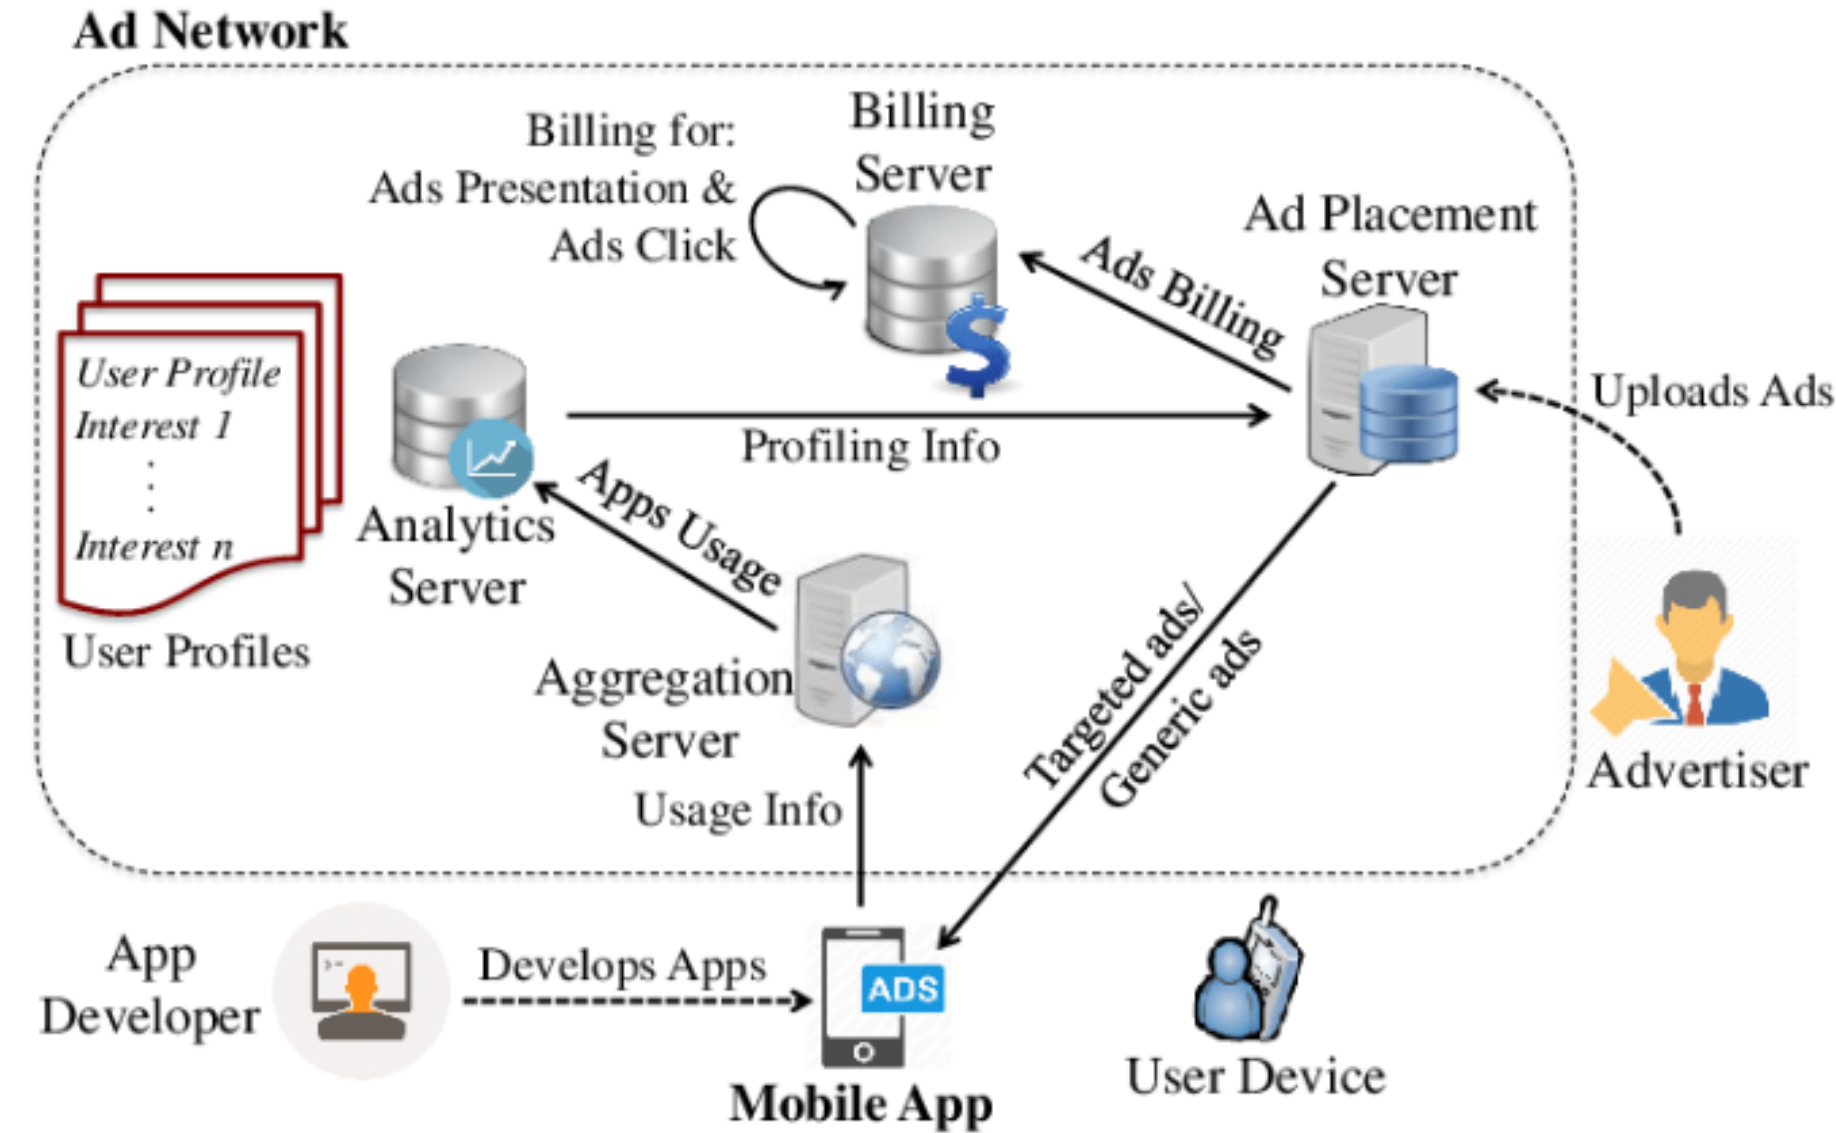 Ad Network
Billing for:
Ads Presentation &
Ads Click
Billing
Server
Ad Placement
Server
Ads Billing
Uploads Ads
User Profile
Interest 1
Interest n
User Profiles
Analytics
Server
Profiling Info
Apps Usage
Aggregation
Server
Targeted ads/
Generic ads
Advertiser
Usage Info
App
Developer
Develops Apps
>-
ADS
Mobile App
User Device